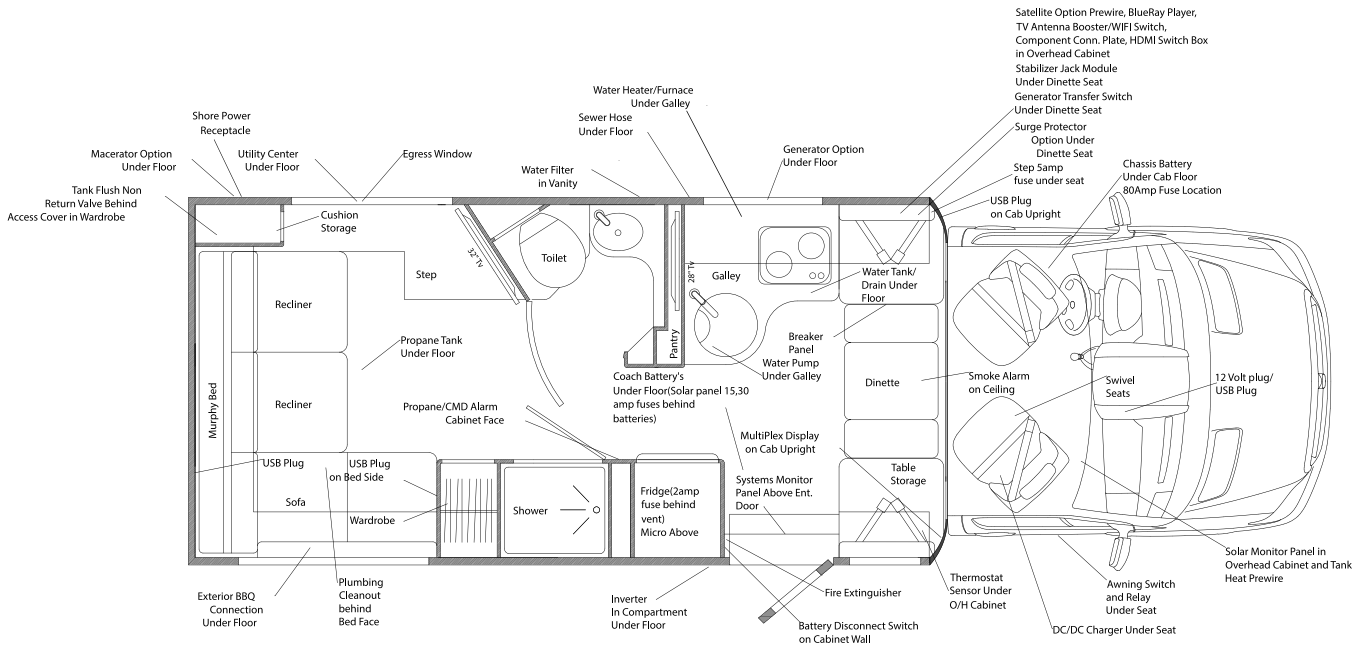 Satellite Option Prewire, BlueRay Player,
TV Antenna Booster/WIFI Switch,
Component Conn. Plate, HDMI Switch Box
in Overhead Cabinet
Stabilizer Jack Module
Under Dinette Seat
Generator Transfer Switch
Under Dinette Seat
Surge Protector
Option Under
Dinette Seat
Step 5amp
fuse under seat
USB Plug
on Cab Upright
Chassis Battery
Under Cab Floor
80Amp Fuse Location
Water Heater/Furnace
Under Galley
Sewer Hose
Under Floor
Generator Option
Under Floor
Water Filter
in Vanity
Shore Power
Receptacle
Macerator Option
Under Floor
Utility Center
Under Floor
Egress Window
Tank Flush Non
Return Valve Behind
Access Cover in Wardrobe
Cushion
Storage
Step
32" Tv
Toilet
28" Tv
Galley
Water Tank/
Drain Under
Floor
Recliner
Propane Tank
Under Floor
Pantry
Breaker
Panel
Water Pump
Under Galley
Dinette
Smoke Alarm
on Ceiling
Swivel
Seats
12 Volt plug/
USB Plug
Murphy Bed
Recliner
Coach Battery's
Under Floor(Solar panel 15,30
amp fuses behind
batteries)
Propane/CMD Alarm
Cabinet Face
MultiPlex Display
on Cab Upright
USB Plug
USB Plug
on Bed Side
Sofa
Wardrobe
Shower
Fridge(2amp
fuse behind
vent)
Micro Above
Systems Monitor
Panel Above Ent.
Door
Table
Storage
Exterior BBQ
Connection
Under Floor
Plumbing
Cleanout
behind
Bed Face
Inverter
In Compartment
Under Floor
Fire Extinguisher
Battery Disconnect Switch
on Cabinet Wall
Thermostat
Sensor Under
O/H Cabinet
Awning Switch
and Relay
Under Seat
DC/DC Charger Under Seat
Solar Monitor Panel in
Overhead Cabinet and Tank
Heat Prewire